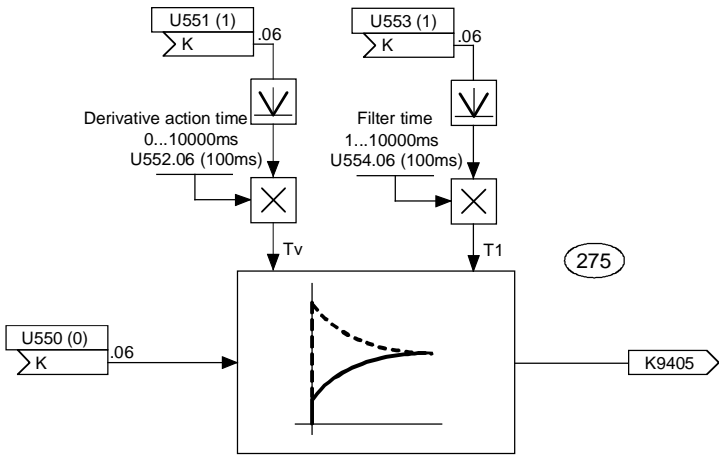 U551 (1)
K
.06
U553 (1)
K
.06
Derivative action time
0...10000ms
U552.06 (100ms)
Filter time
1...10000ms
U554.06 (100ms)
Tv
T1
275
U550 (0)
K
.06
K9405